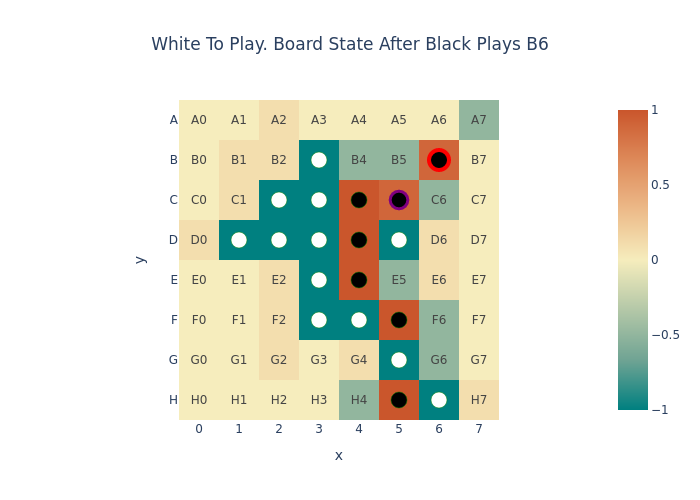 White To Play. Board State After Black Plays B6
A A0 A1 A2 A3 A4 A5 A6 A7
B B0 B1 B2 B4 B5 B7
C C0 C1 C6 C7
D D0 D6 D7
E E0 E1 E2 E5 E6 E7
F F0 F1 F2 F6 F7
G G0 G1 G2 G3 G4 G6 G7
H H0 H1 H2 H3 H4 H7
0 1 2 3 4 5 6 7
x
y
1
0.5
0
−0.5
−1